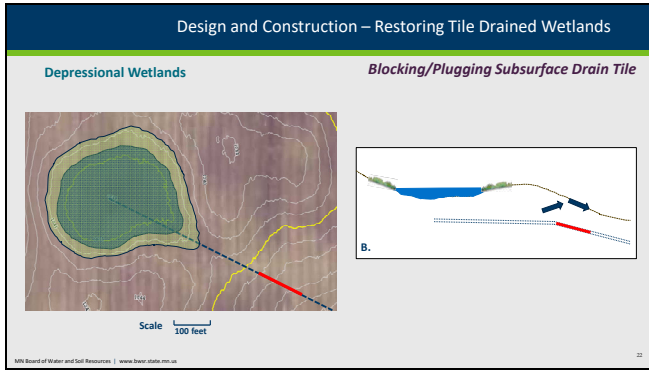 Design and Construction – Restoring Tile Drained Wetlands
Depressional Wetlands
Blocking/Plugging Subsurface Drain Tile
B.
Scale
100 feet
MN Board of Water and Soil Resources | www.bwsr.state.mn.us
22